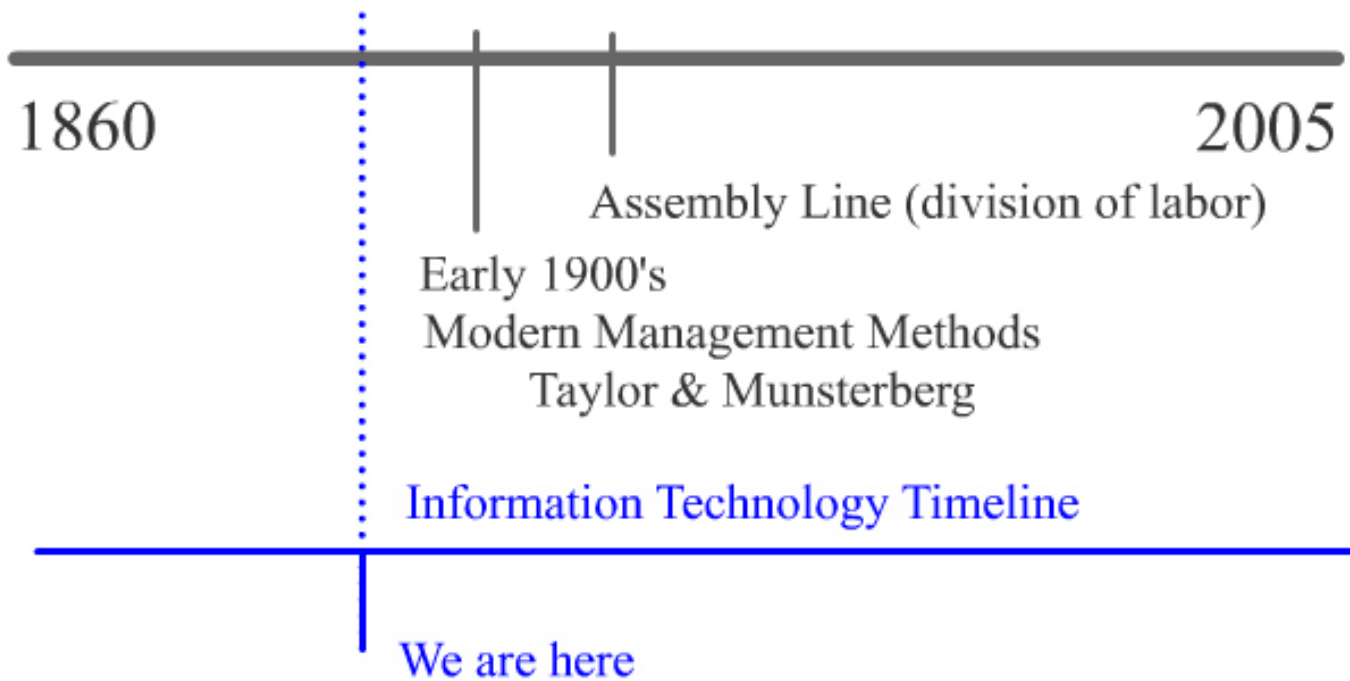 1860
2005
Assembly Line (division of labor)
Early 1900's
Modern Management Methods
Taylor & Munsterberg
Information Technology Timeline
We are here